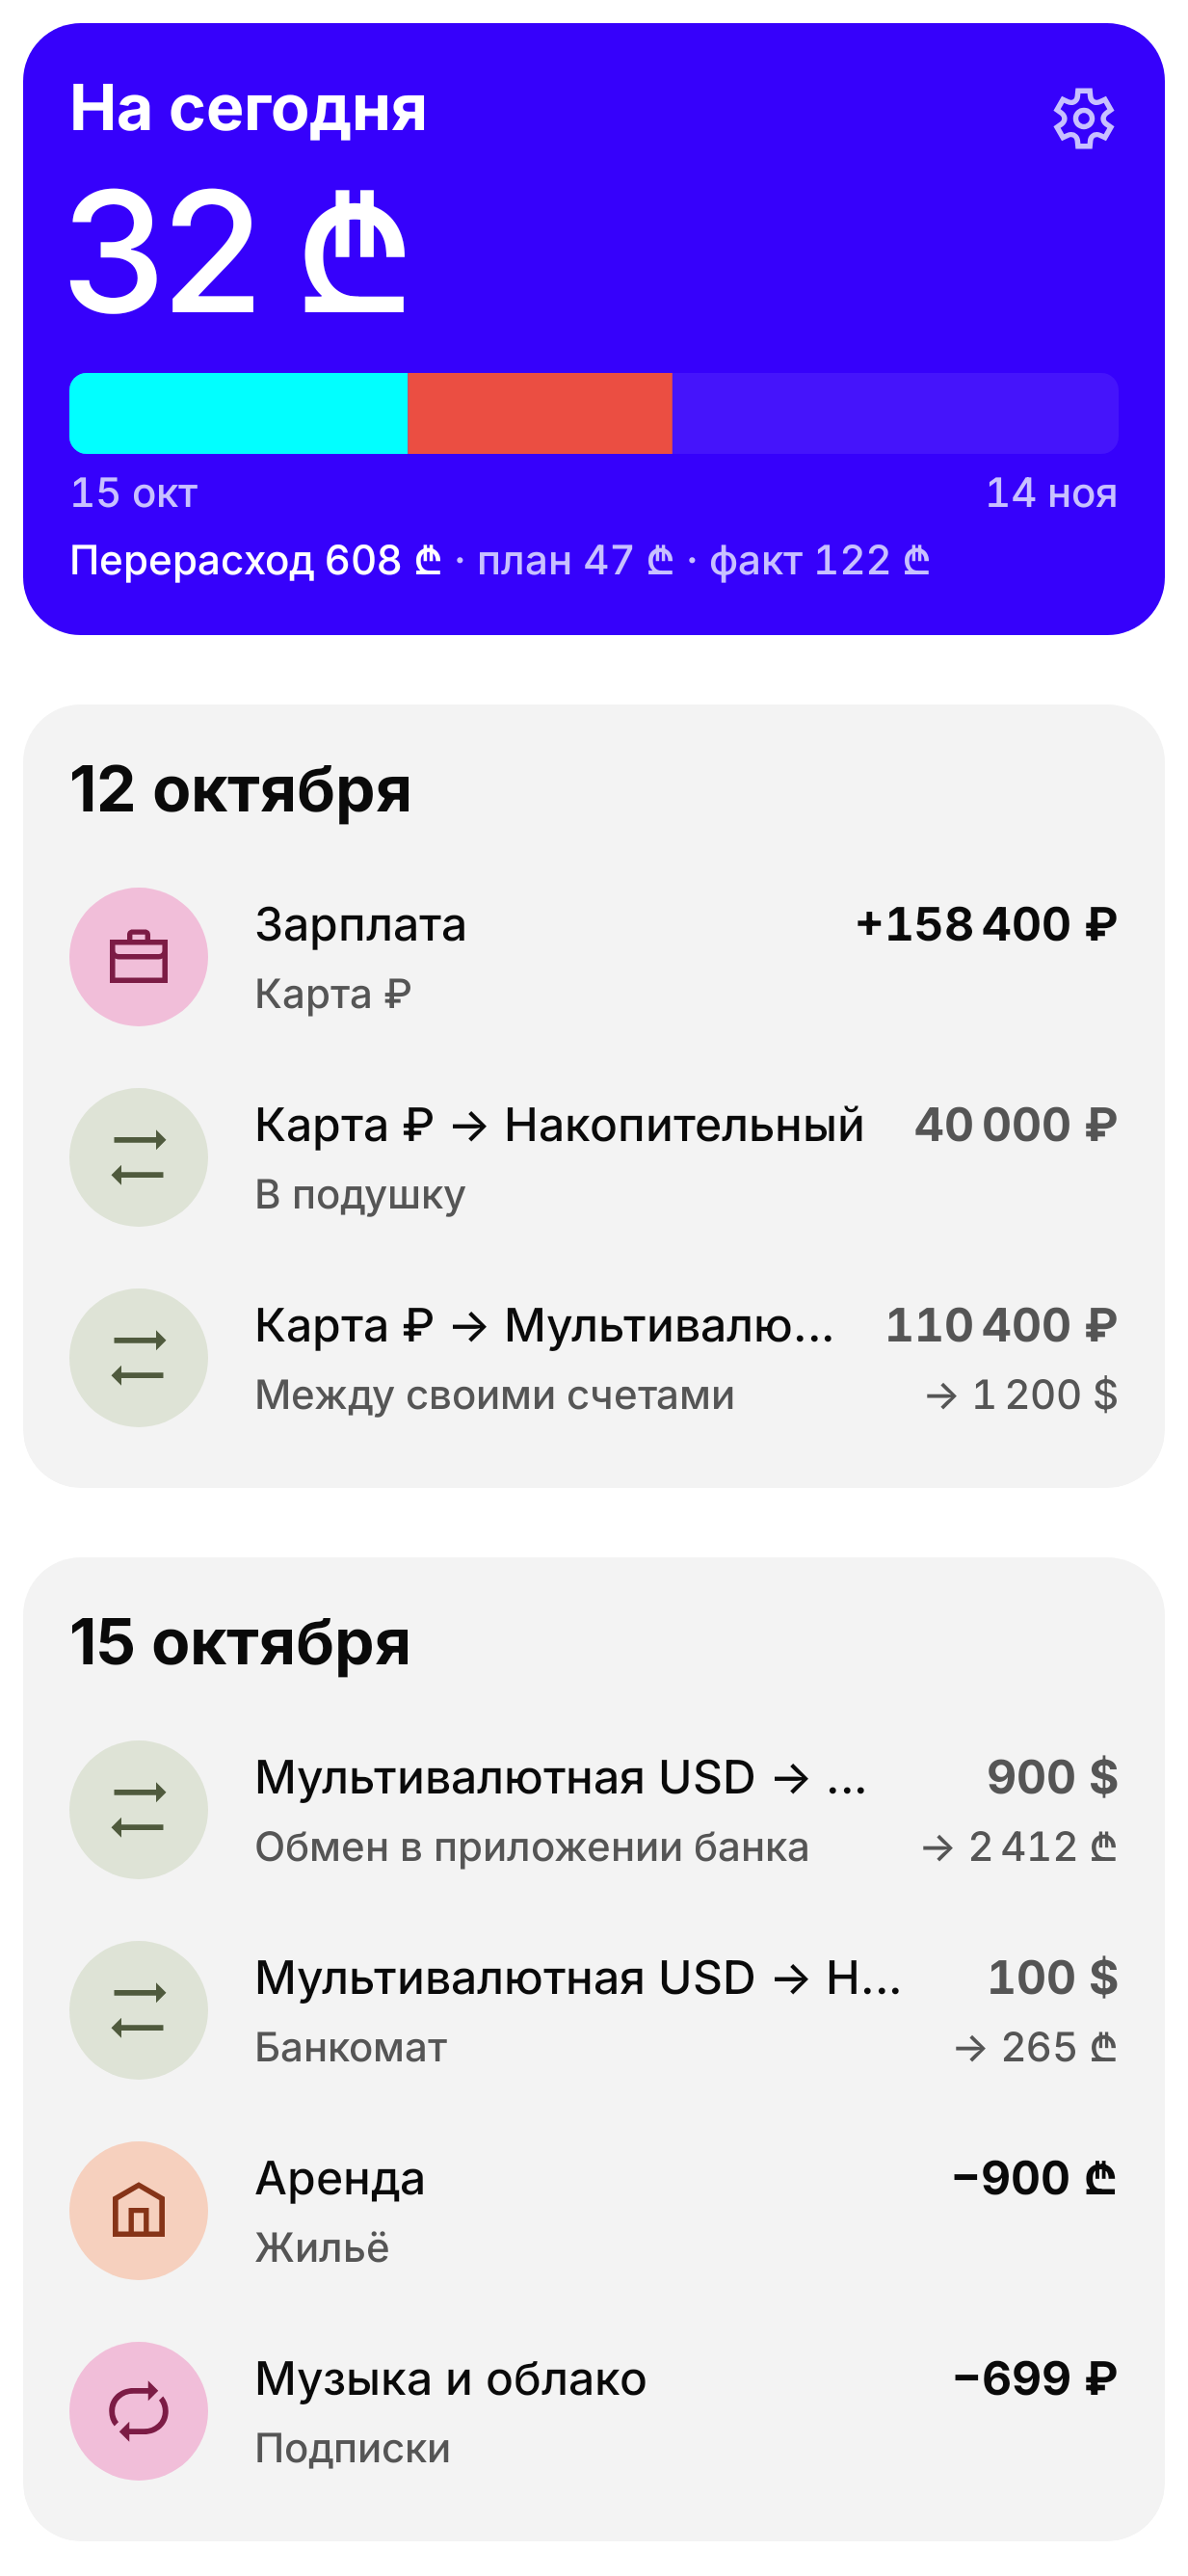 На сегодня
32 ₾
15 окт 14 ноя
Перерасход 608 ₾ · план 47 ₾ · факт 122 ₾
12 октября
Зарплата +158 400 ₽
Карта ₽
Карта ₽ → Накопительный 40 000 ₽
В подушку
Карта ₽ → Мультивалю... 110 400 ₽
Между своими счетами → 1 200 $
15 октября
Мультивалютная USD → ... 900 $
Обмен в приложении банка → 2 412 ₾
Мультивалютная USD → Н... 100 $
Банкомат → 265 ₾
Аренда −900 ₾
Жильё
Музыка и облако −699 ₽
Подписки